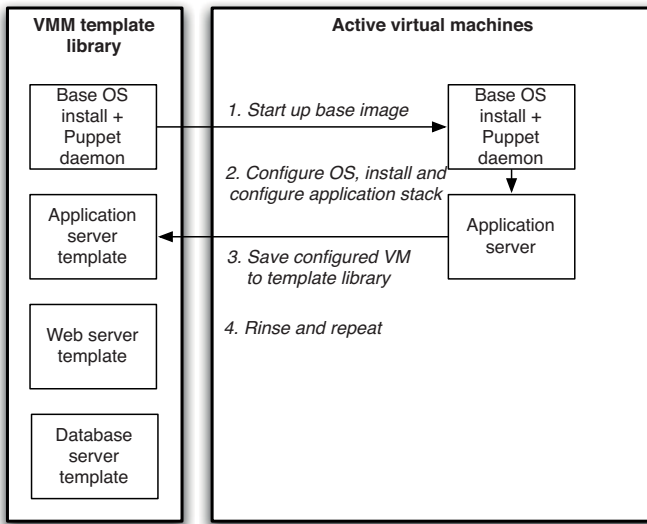 VMM template
library
Active virtual machines
Base OS
install +
Puppet
daemon
1. Start up base image
Base OS
install +
Puppet
daemon
2. Configure OS, install and
configure application stack
Application
server
template
Application
server
3. Save configured VM
to template library
Web server
template
4. Rinse and repeat
Database
server
template